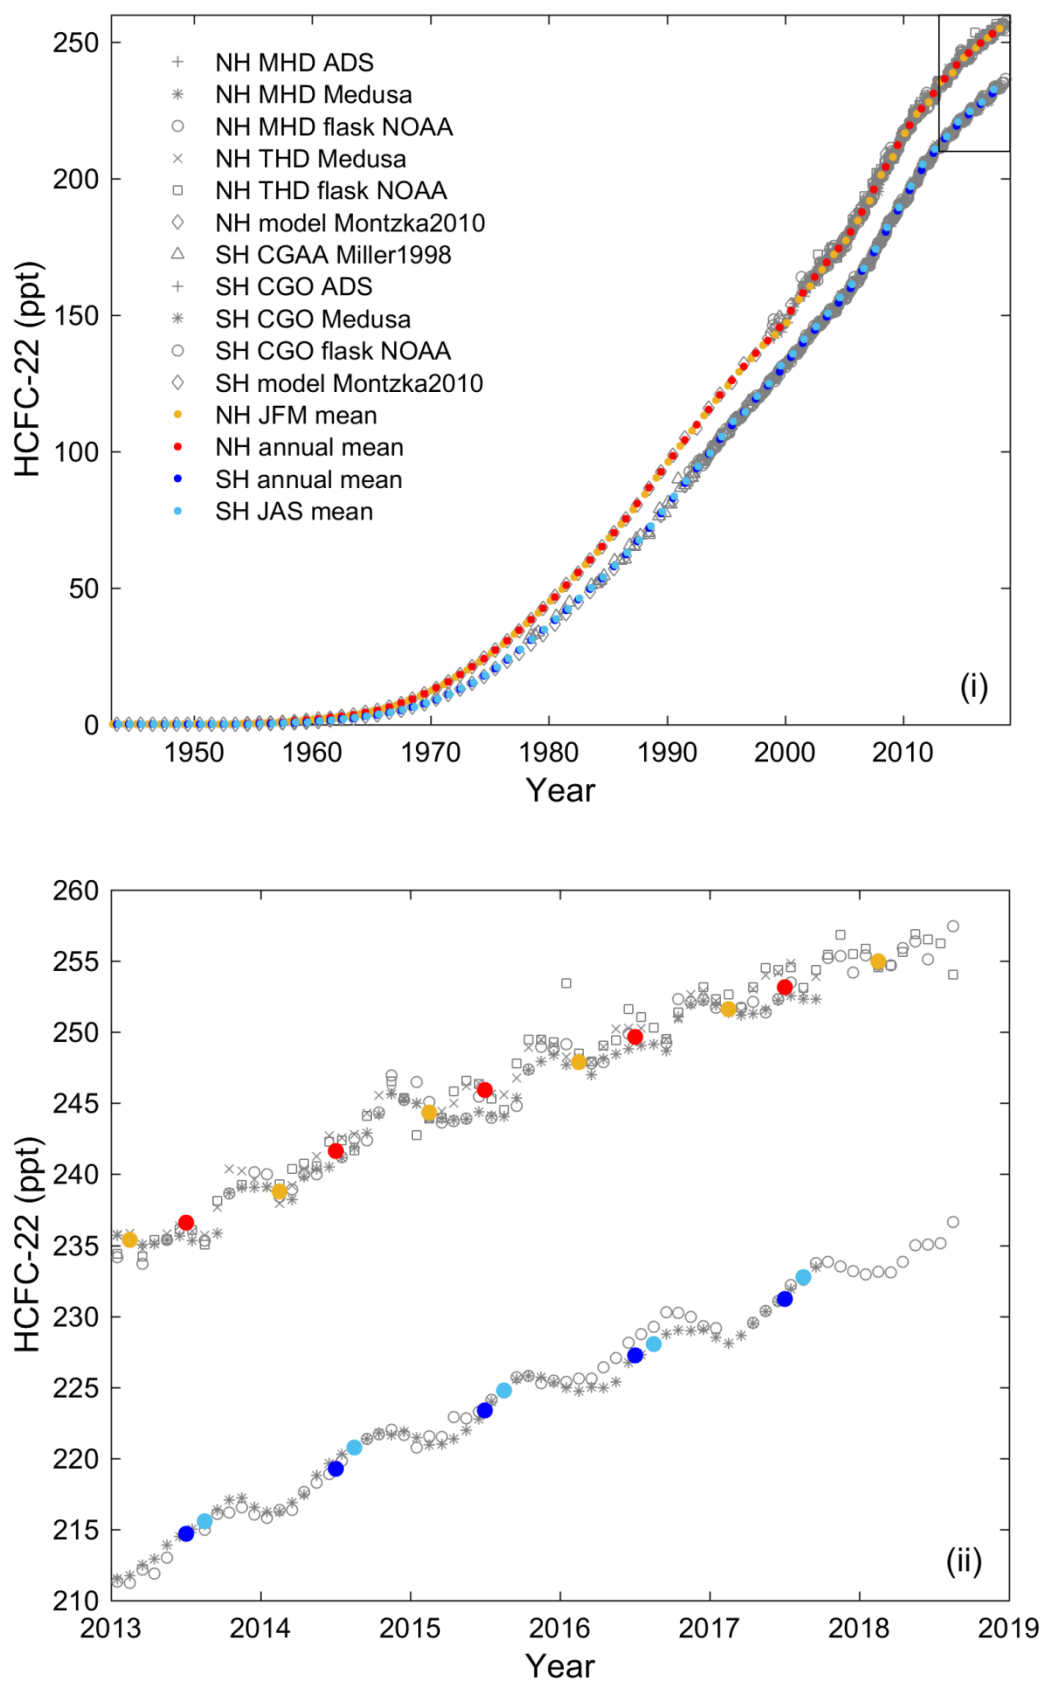 250
200
150
100
50
0
HCFC-22 (ppt)
NH MHD ADS
NH MHD Medusa
NH MHD flask NOAA
NH THD Medusa
NH THD flask NOAA
NH model Montzka2010
SH CGAA Miller1998
SH CGO ADS
SH CGO Medusa
SH CGO flask NOAA
SH model Montzka2010
NH JFM mean
NH annual mean
SH annual mean
SH JAS mean
(i)
1950 1960 1970 1980 1990 2000 2010
Year
260
255
250
245
240
235
230
225
220
215
210
HCFC-22 (ppt)
(ii)
2013 2014 2015 2016 2017 2018 2019
Year